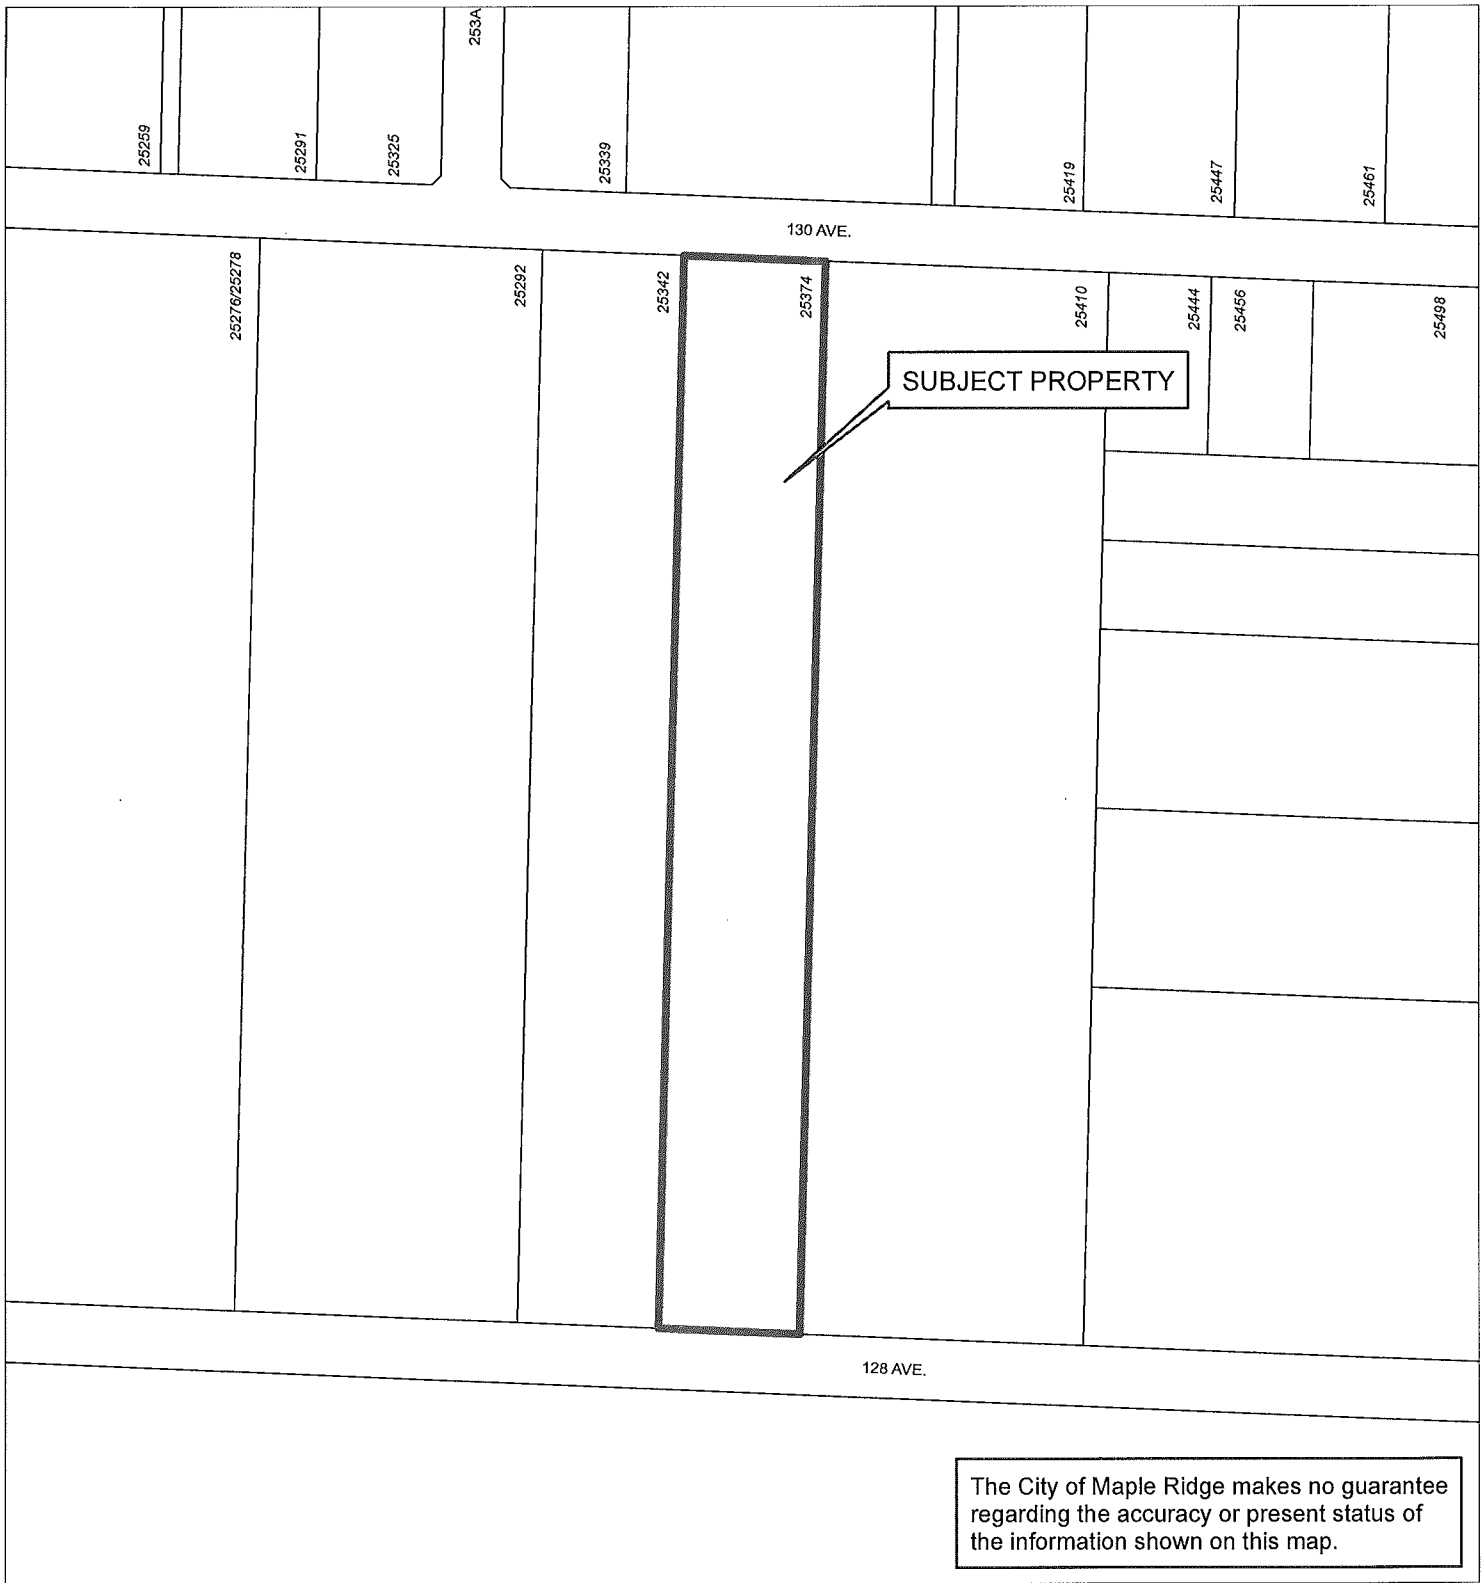 253A
25259
25291
25325
25339
25419
25447
25461
130 AVE.
25276/25278
25292
25342
25374
25410
25444
25456
25498
SUBJECT PROPERTY
128 AVE.
The City of Maple Ridge makes no guarantee
regarding the accuracy or present status of
the information shown on this map.